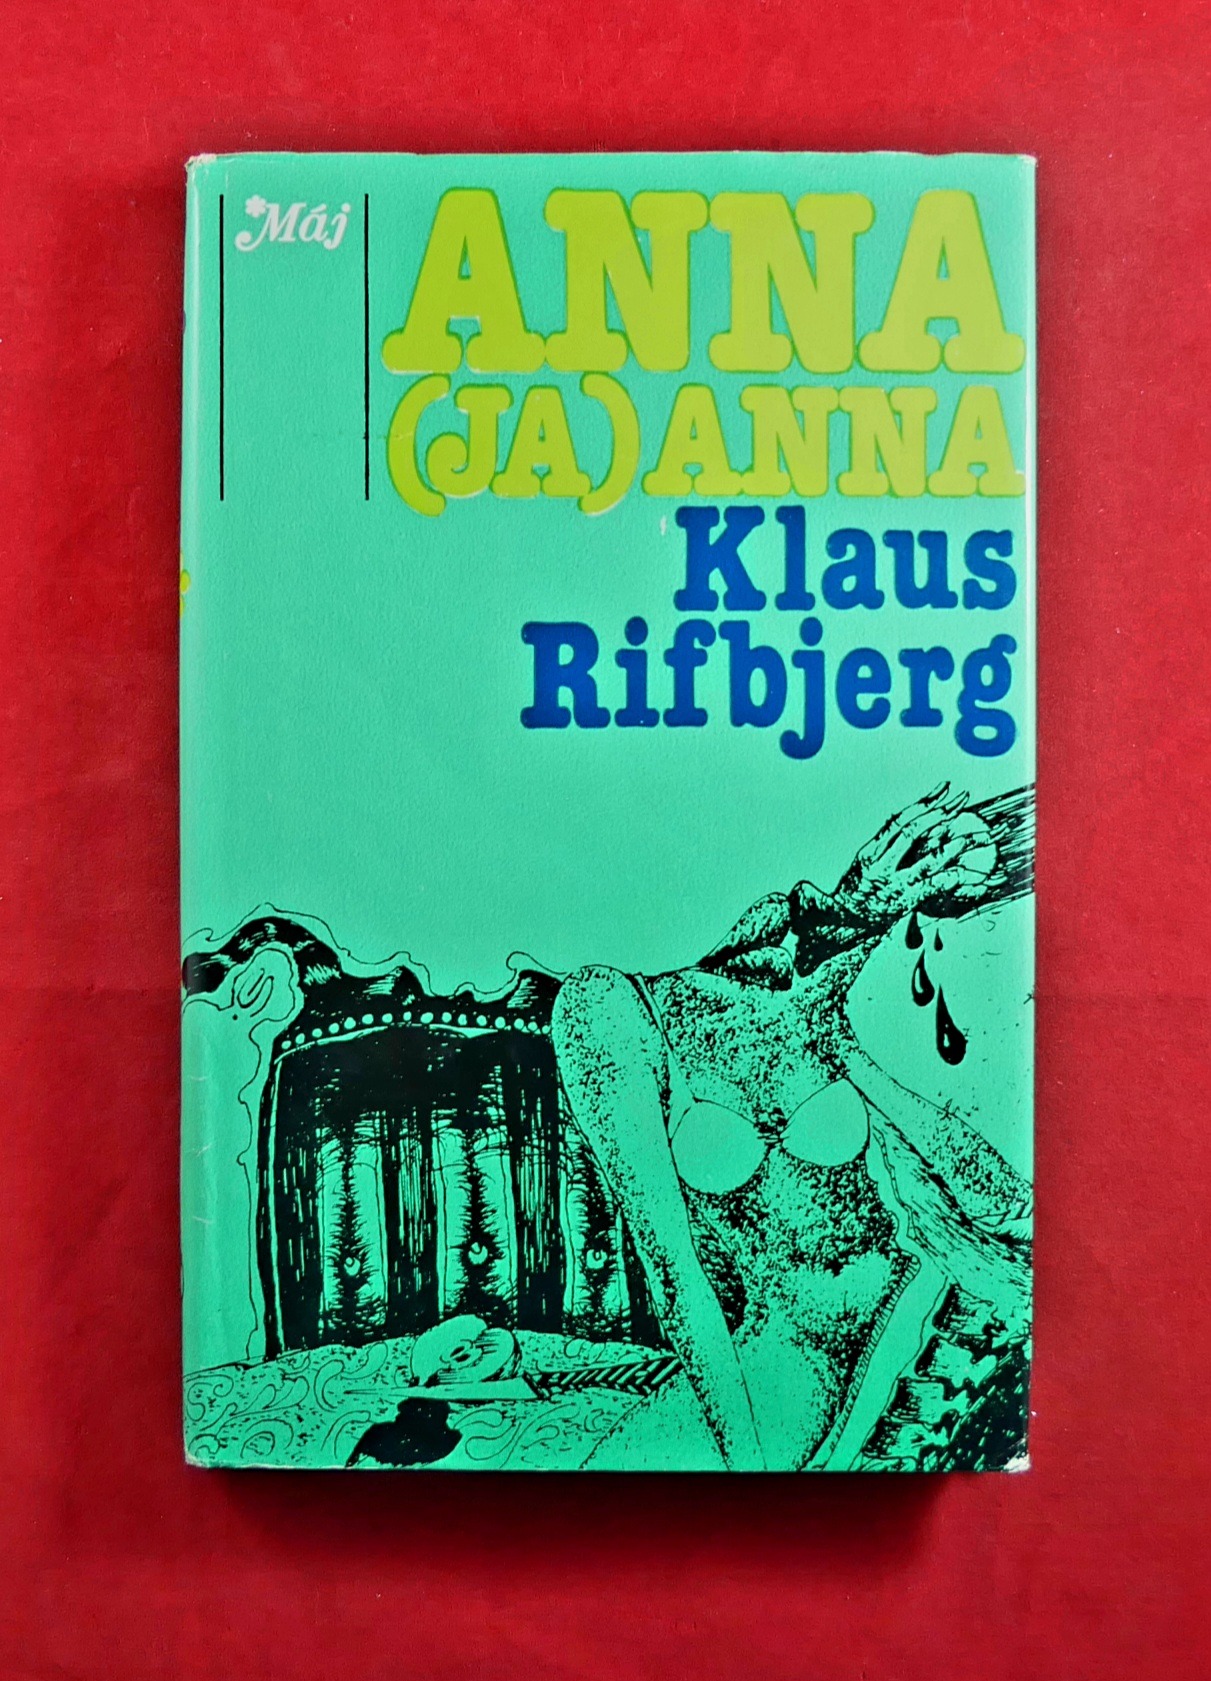 Máj
ANNA
(JA) ANNA
Klaus
Rifbjerg